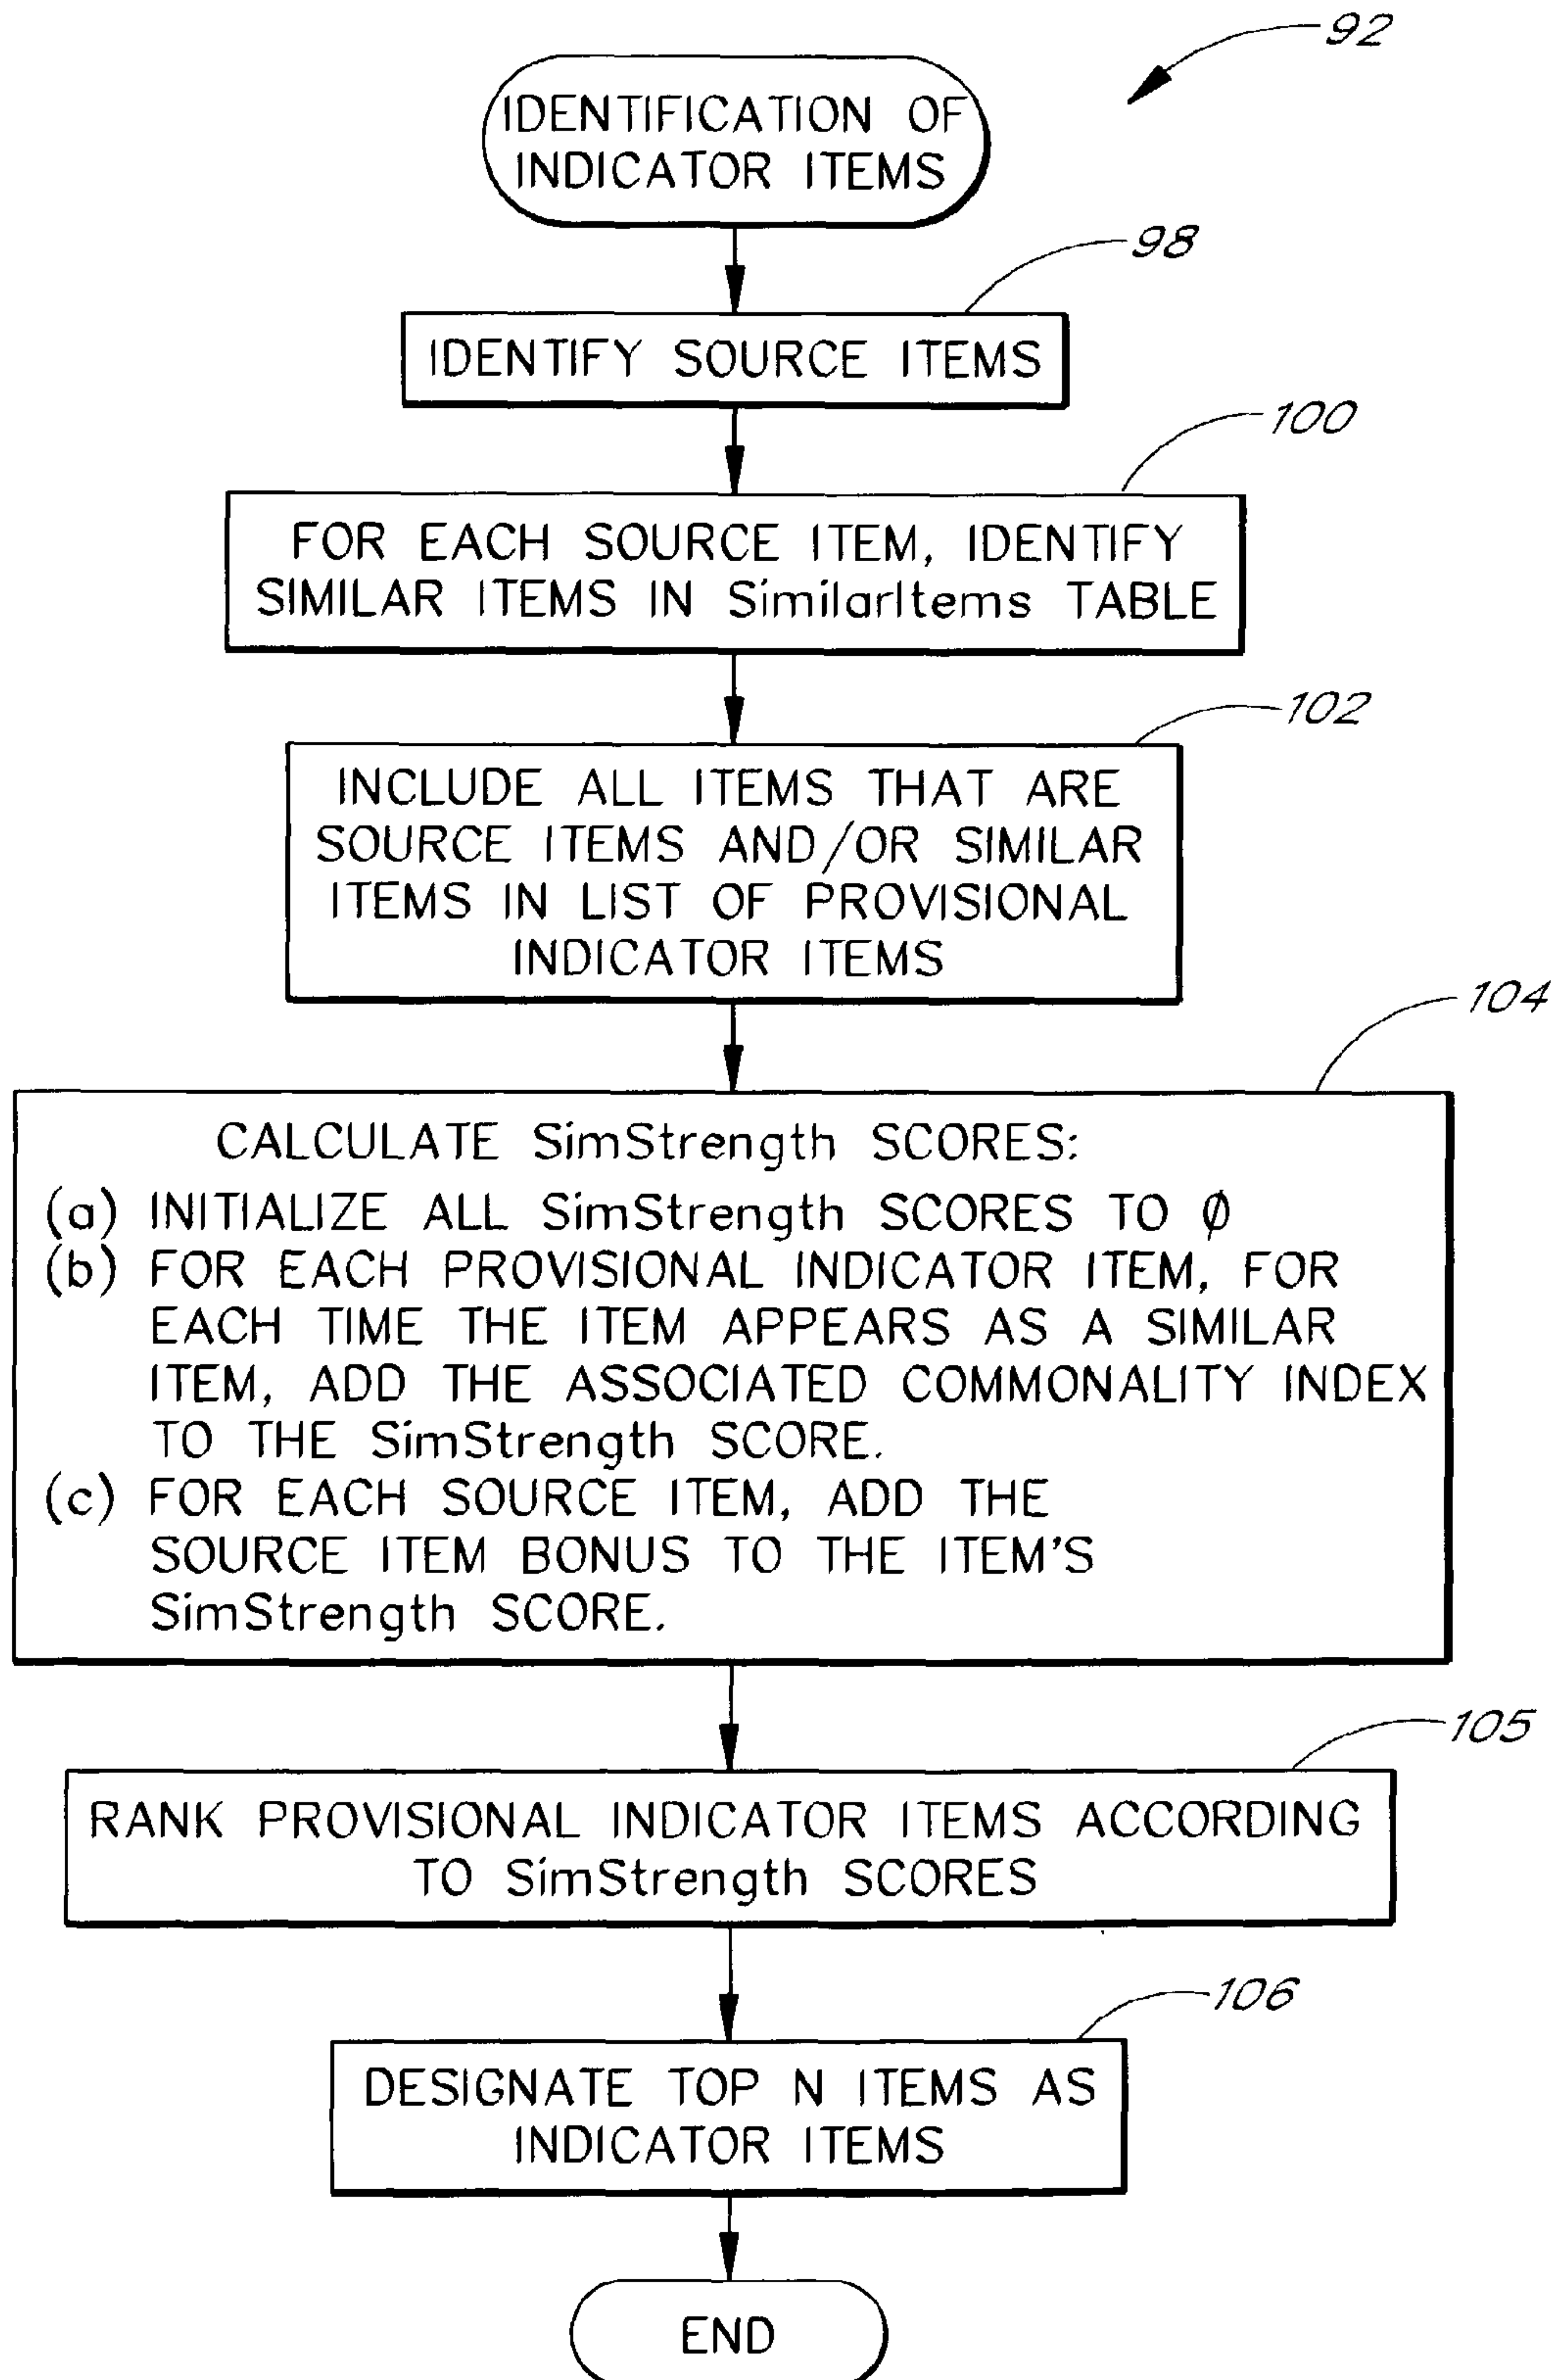 92
IDENTIFICATION OF
INDICATOR ITEMS
98
IDENTIFY SOURCE ITEMS
100
FOR EACH SOURCE ITEM, IDENTIFY
SIMILAR ITEMS IN SimilarItems TABLE
102
INCLUDE ALL ITEMS THAT ARE
SOURCE ITEMS AND/OR SIMILAR
ITEMS IN LIST OF PROVISIONAL
INDICATOR ITEMS
104
CALCULATE SimStrength SCORES:
(a) INITIALIZE ALL SimStrength SCORES TO ∅
(b) FOR EACH PROVISIONAL INDICATOR ITEM, FOR
EACH TIME THE ITEM APPEARS AS A SIMILAR
ITEM, ADD THE ASSOCIATED COMMONALITY INDEX
TO THE SimStrength SCORE.
(c) FOR EACH SOURCE ITEM, ADD THE
SOURCE ITEM BONUS TO THE ITEM'S
SimStrength SCORE.
105
RANK PROVISIONAL INDICATOR ITEMS ACCORDING
TO SimStrength SCORES
106
DESIGNATE TOP N ITEMS AS
INDICATOR ITEMS
END